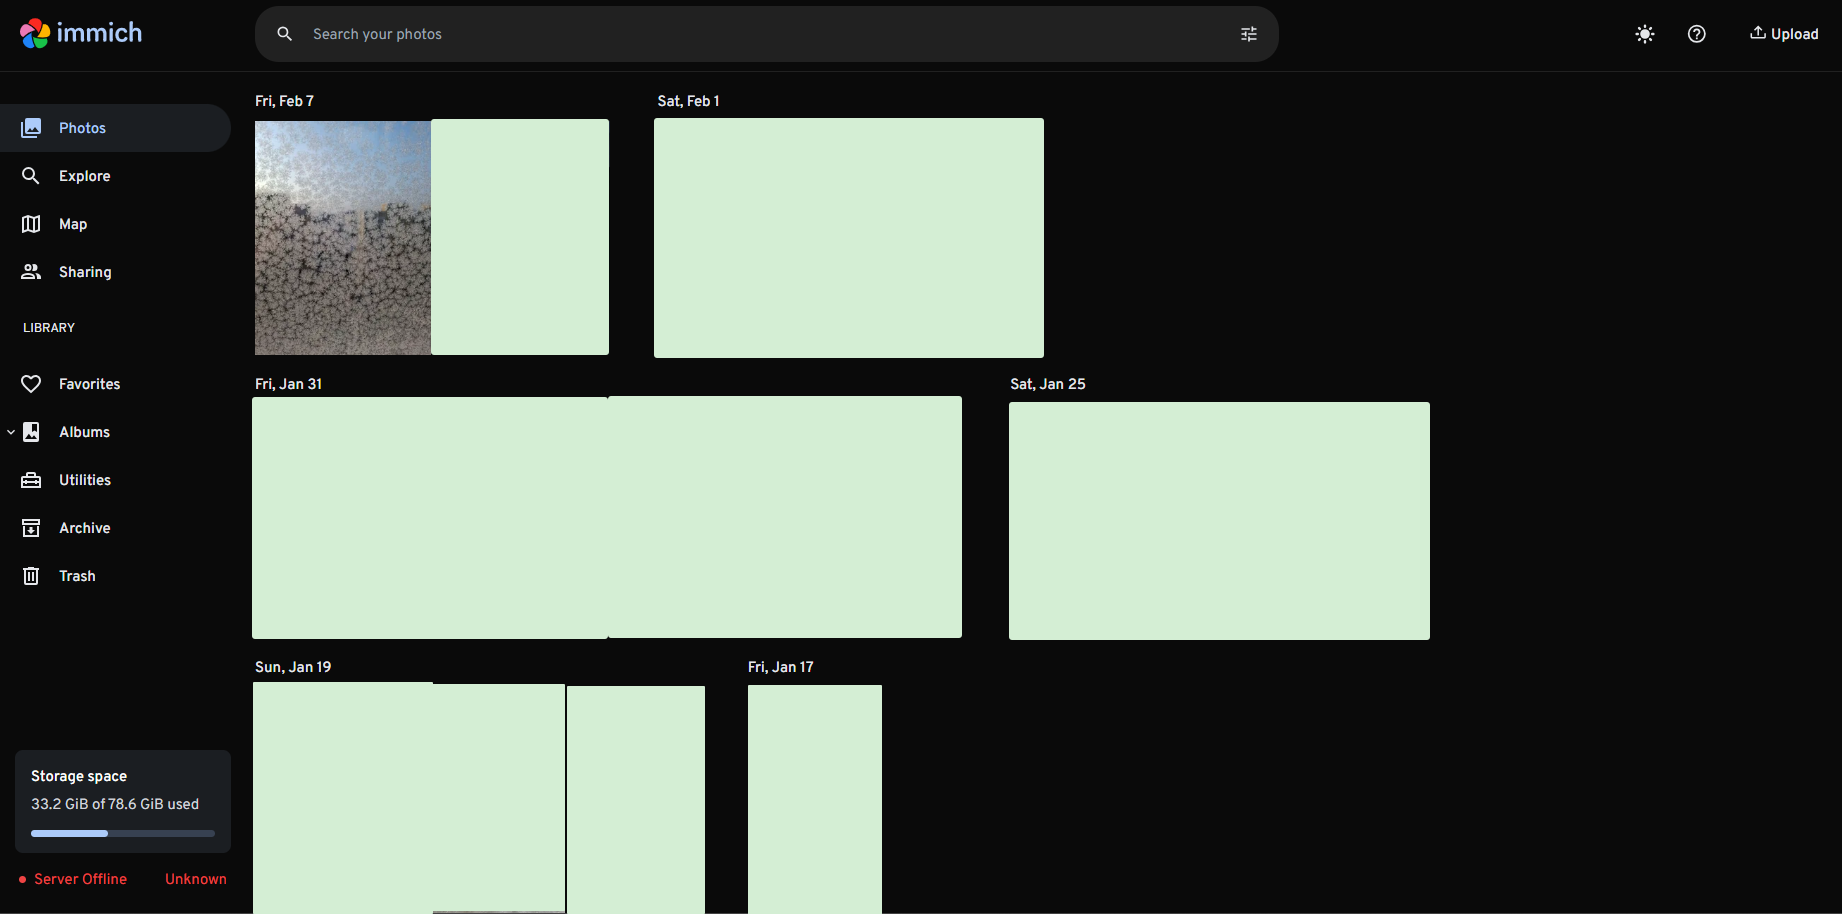 immich
Search your photos
Upload
Photos
Explore
Map
Sharing
LIBRARY
Favorites
Albums
Utilities
Archive
Trash
Storage space
33.2 GiB of 78.6 GiB used
Server Offline
Unknown
Fri, Feb 7
Sat, Feb 1
Fri, Jan 31
Sat, Jan 25
Sun, Jan 19
Fri, Jan 17